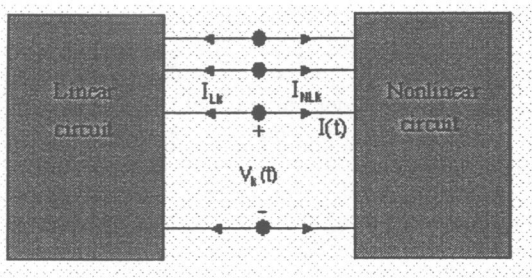 Linear
circuit
I_Lk
I_NLk
Nonlinear
circuit
+
I(t)
V_k(t)
-